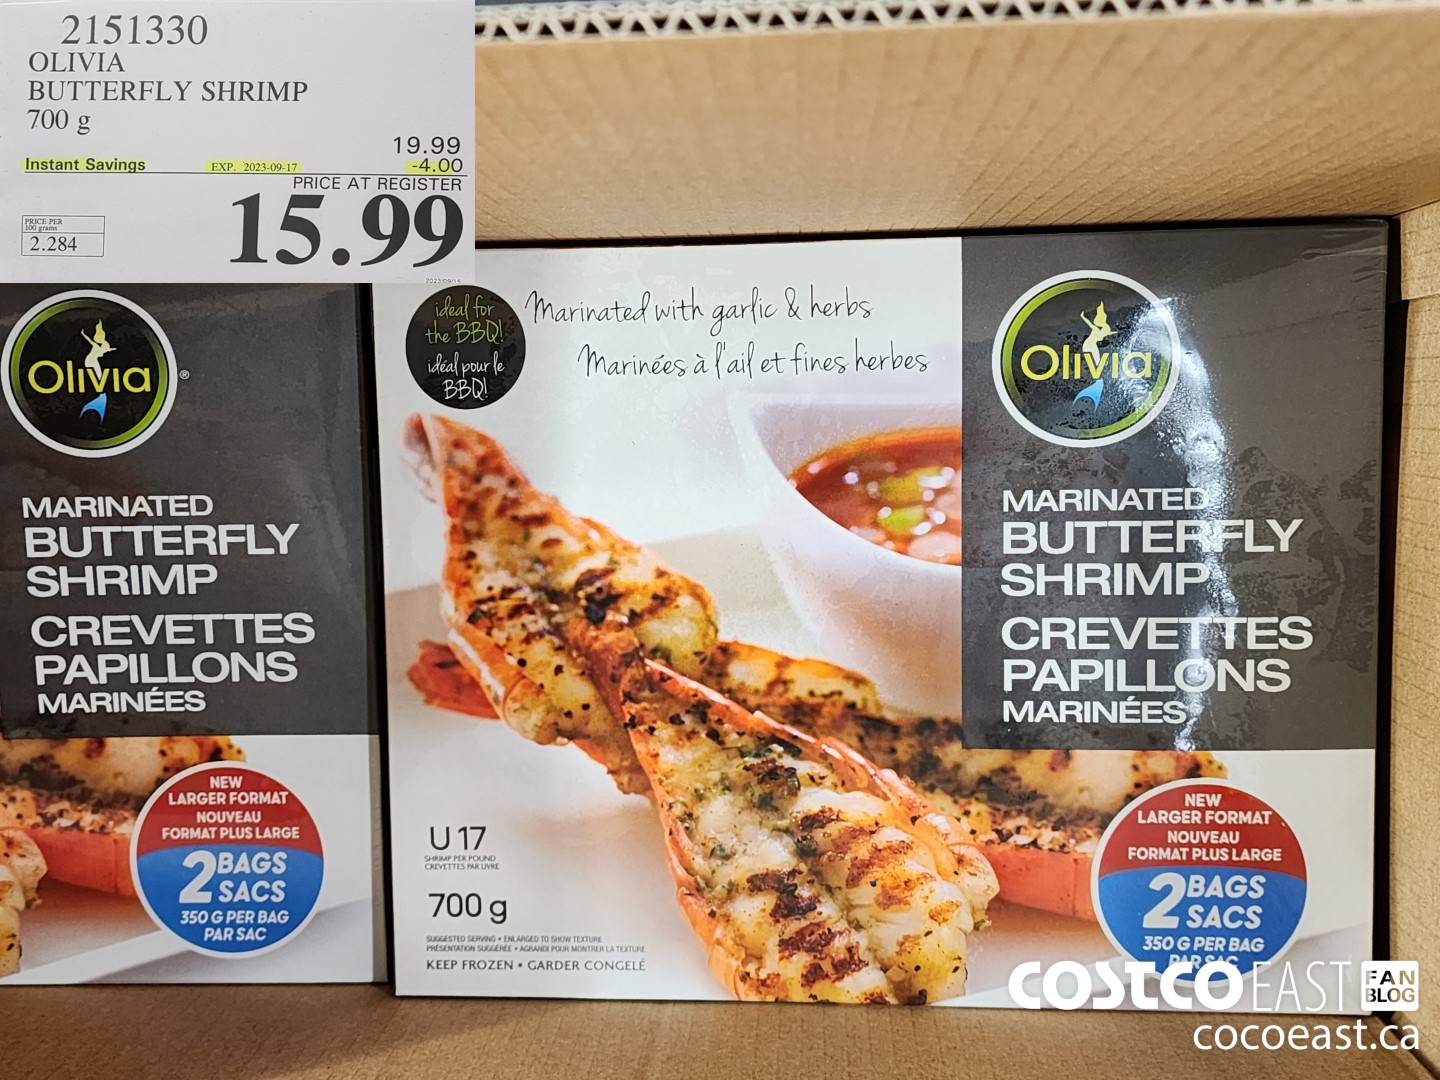 2151330
OLIVIA
BUTTERFLY SHRIMP
700 g
19.99
Instant Savings EXP. 2023-09-17 -4.00
PRICE AT REGISTER
15.99
PRICE PER
100 grams
2.284
Olivia®
MARINATED
BUTTERFLY
SHRIMP
CREVETTES
PAPILLONS
MARINÉES
NEW
LARGER FORMAT
NOUVEAU
FORMAT PLUS LARGE
2 BAGS
SACS
350 G PER BAG
PAR SAC
ideal for
the BBQ!
idéal pour le
BBQ!
Marinated with garlic & herbs
Marinées à l'ail et fines herbes
Olivia
MARINATED
BUTTERFLY
SHRIMP
CREVETTES
PAPILLONS
MARINÉES
U 17
SHRIMP PER POUND
CREVETTES PAR LIVRE
700 g
SUGGESTED SERVING • ENLARGED TO SHOW TEXTURE
PRÉSENTATION SUGGÉRÉE • AGRANDI POUR MONTRER LA TEXTURE
KEEP FROZEN • GARDER CONGELÉ
NEW
LARGER FORMAT
NOUVEAU
FORMAT PLUS LARGE
2 BAGS
SACS
350 G PER BAG
PAR SAC
COSTCO EAST FAN
BLOG
cocoeast.ca